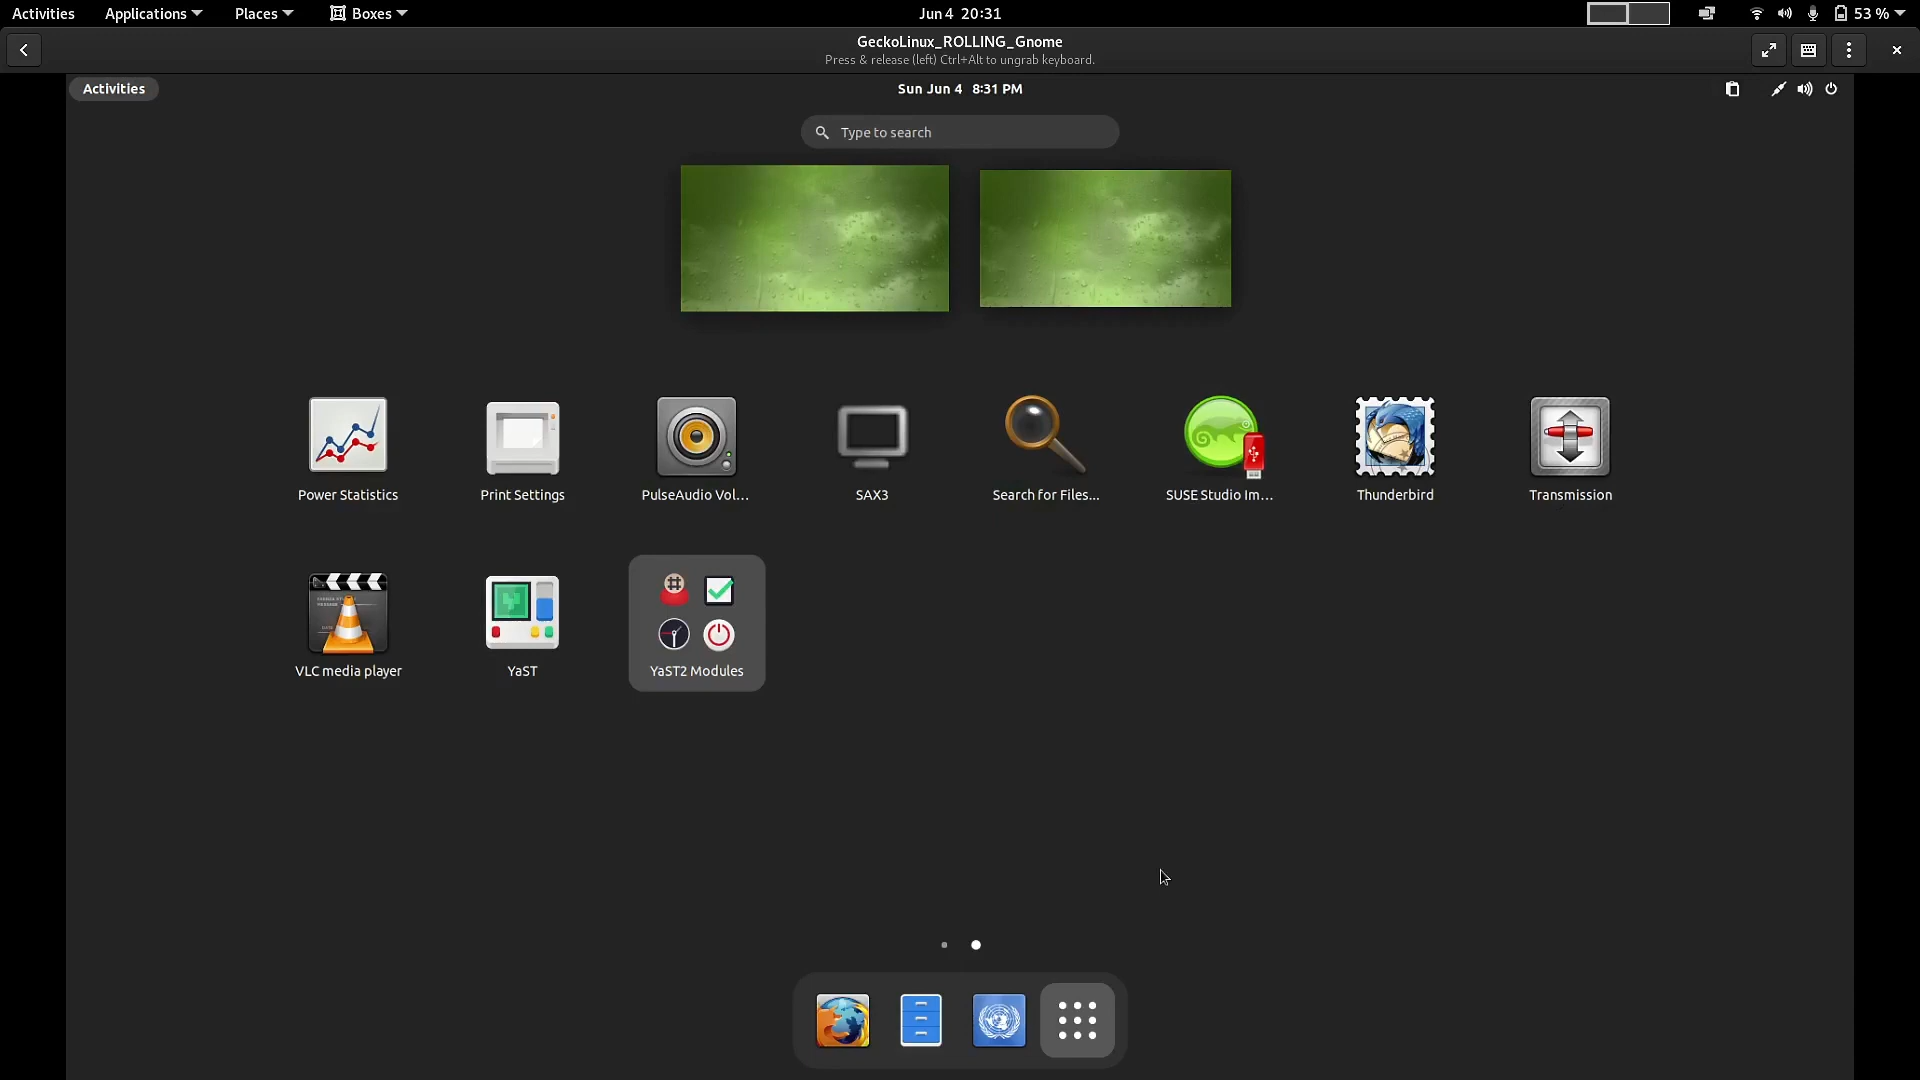 Activities Applications Places Boxes Jun 4 20:31 53 %
GeckoLinux_ROLLING_Gnome
Press & release (left) Ctrl+Alt to ungrab keyboard.
Activities Sun Jun 4 8:31 PM
Type to search
Power Statistics Print Settings PulseAudio Vol... SAX3 Search for Files... SUSE Studio Im... Thunderbird Transmission
VLC media player YaST YaST2 Modules